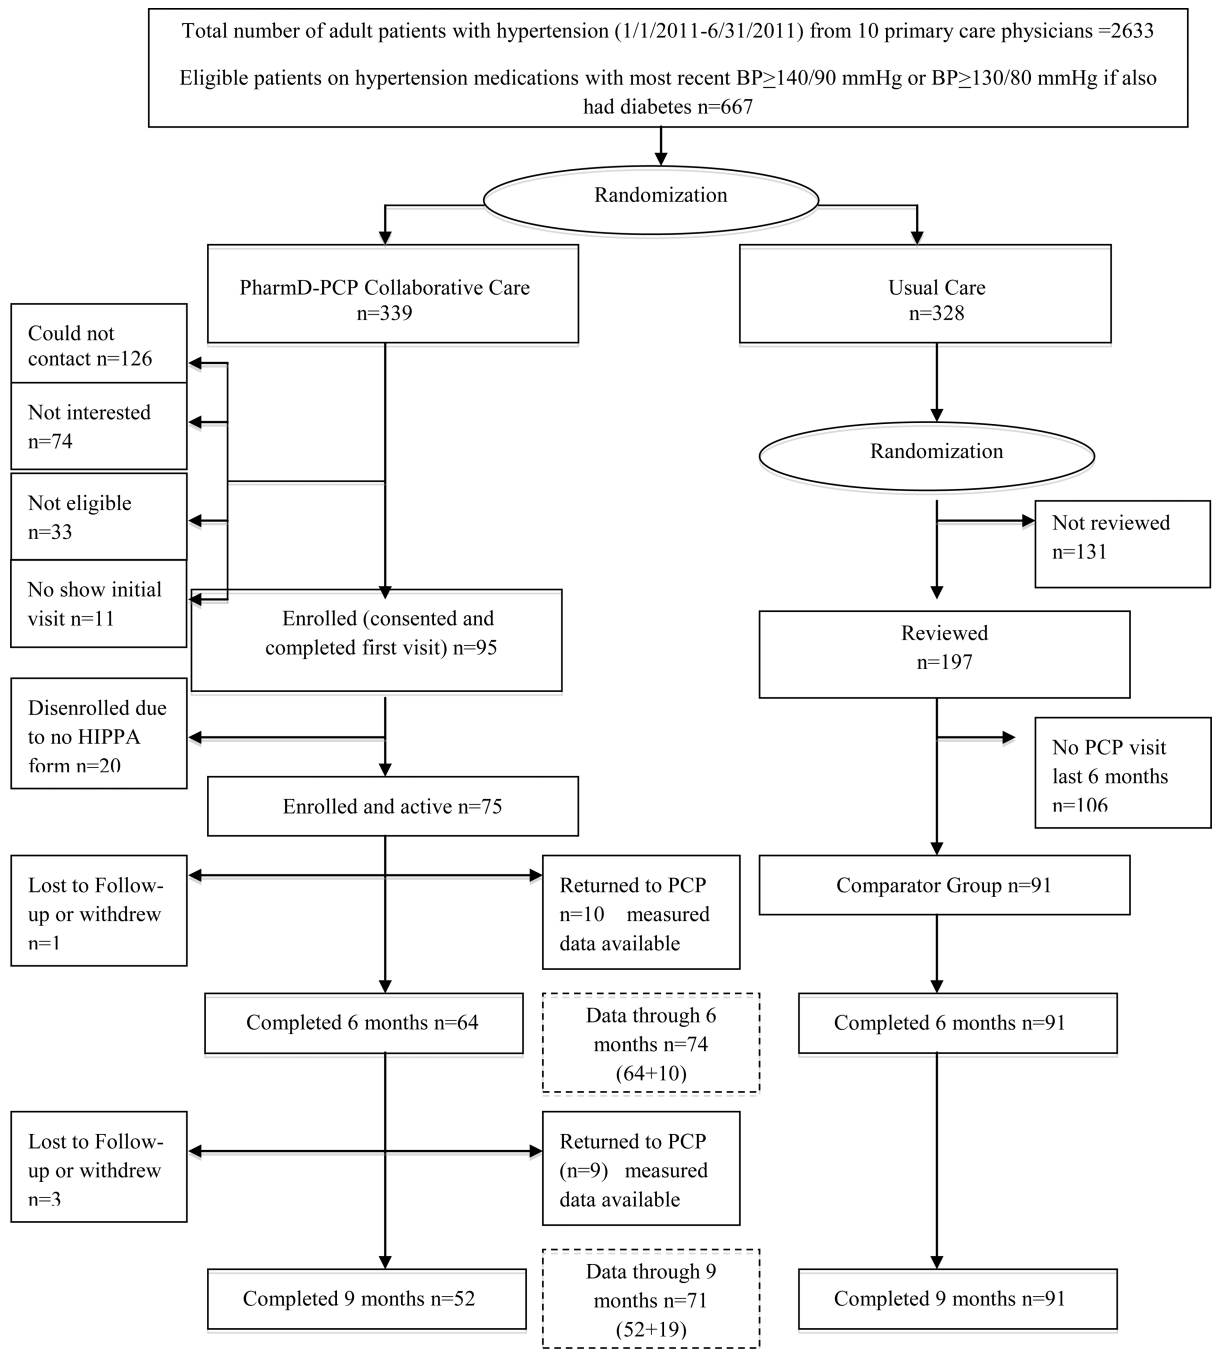 Total number of adult patients with hypertension (1/1/2011-6/31/2011) from 10 primary care physicians =2633
Eligible patients on hypertension medications with most recent BP≥140/90 mmHg or BP≥130/80 mmHg if also
had diabetes n=667
Randomization
PharmD-PCP Collaborative Care
n=339
Usual Care
n=328
Could not
contact n=126
Not interested
n=74
Not eligible
n=33
No show initial
visit n=11
Randomization
Not reviewed
n=131
Enrolled (consented and
completed first visit) n=95
Reviewed
n=197
Disenrolled due
to no HIPPA
form n=20
No PCP visit
last 6 months
n=106
Enrolled and active n=75
Lost to Follow-
up or withdrew
n=1
Returned to PCP
n=10 measured
data available
Comparator Group n=91
Completed 6 months n=64
Data through 6
months n=74
(64+10)
Completed 6 months n=91
Lost to Follow-
up or withdrew
n=3
Returned to PCP
(n=9) measured
data available
Completed 9 months n=52
Data through 9
months n=71
(52+19)
Completed 9 months n=91